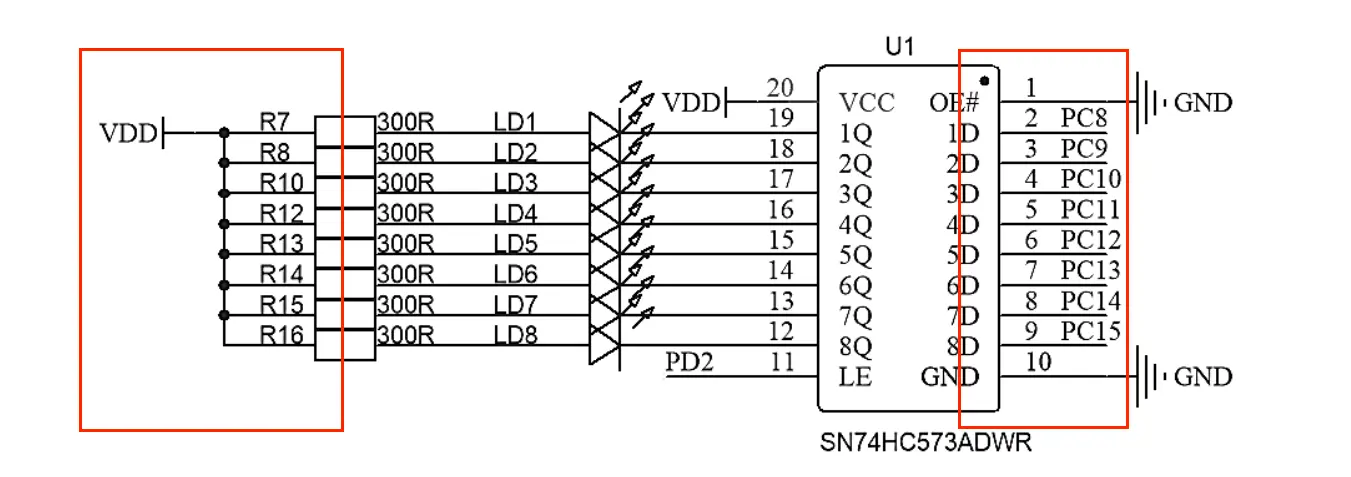 U1
VDD 20 VCC OE# 1 GND
VDD R7 300R LD1 19 1Q 1D 2 PC8
R8 300R LD2 18 2Q 2D 3 PC9
R10 300R LD3 17 3Q 3D 4 PC10
R12 300R LD4 16 4Q 4D 5 PC11
R13 300R LD5 15 5Q 5D 6 PC12
R14 300R LD6 14 6Q 6D 7 PC13
R15 300R LD7 13 7Q 7D 8 PC14
R16 300R LD8 12 8Q 8D 9 PC15
PD2 11 LE GND 10 GND
SN74HC573ADWR